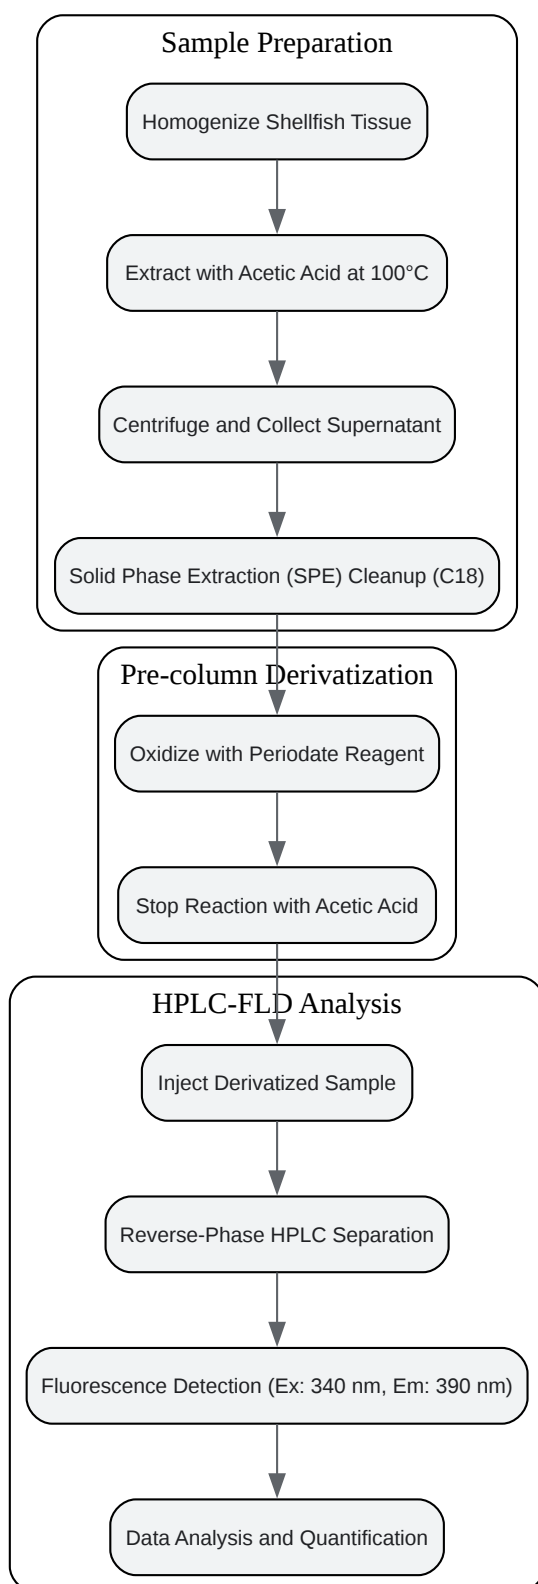 Sample Preparation
Homogenize Shellfish Tissue
Extract with Acetic Acid at 100°C
Centrifuge and Collect Supernatant
Solid Phase Extraction (SPE) Cleanup (C18)
Pre-column Derivatization
Oxidize with Periodate Reagent
Stop Reaction with Acetic Acid
HPLC-FLD Analysis
Inject Derivatized Sample
Reverse-Phase HPLC Separation
Fluorescence Detection (Ex: 340 nm, Em: 390 nm)
Data Analysis and Quantification